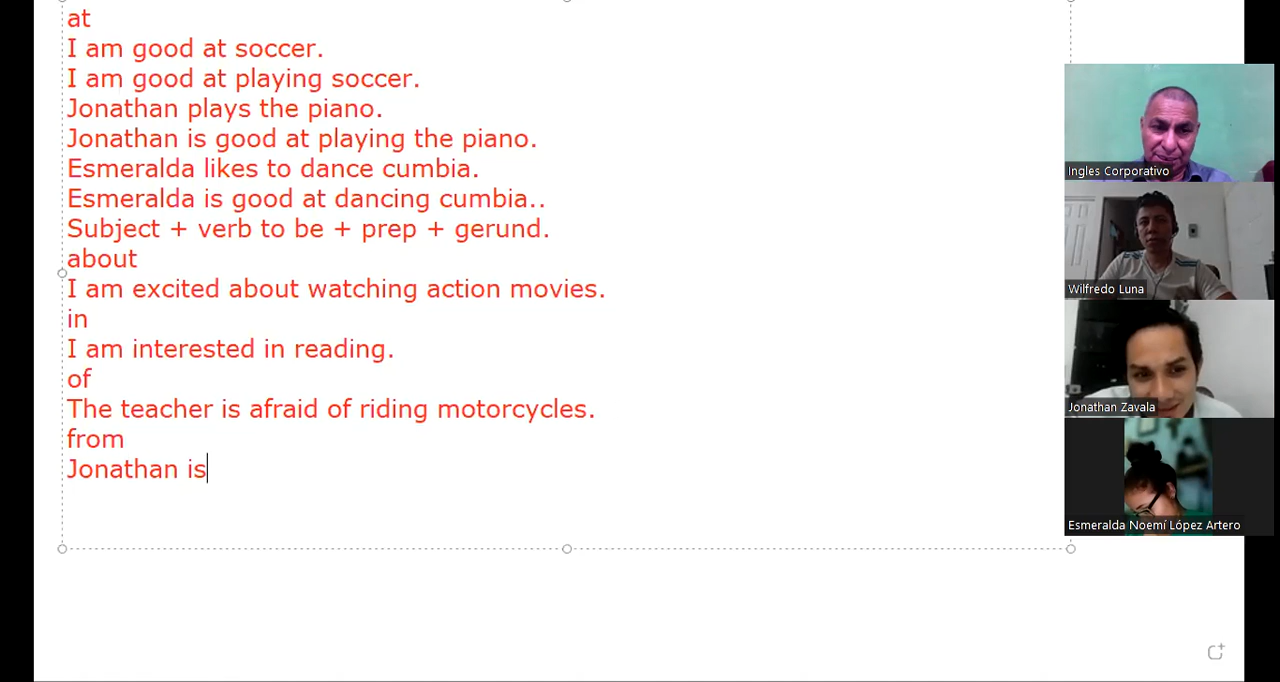 at
I am good at soccer.
I am good at playing soccer.
Jonathan plays the piano.
Jonathan is good at playing the piano.
Esmeralda likes to dance cumbia.
Esmeralda is good at dancing cumbia..
Subject + verb to be + prep + gerund.
about
I am excited about watching action movies.
in
I am interested in reading.
of
The teacher is afraid of riding motorcycles.
from
Jonathan is
Ingles Corporativo
Wilfredo Luna
Jonathan Zavala
Esmeralda Noemí López Artero